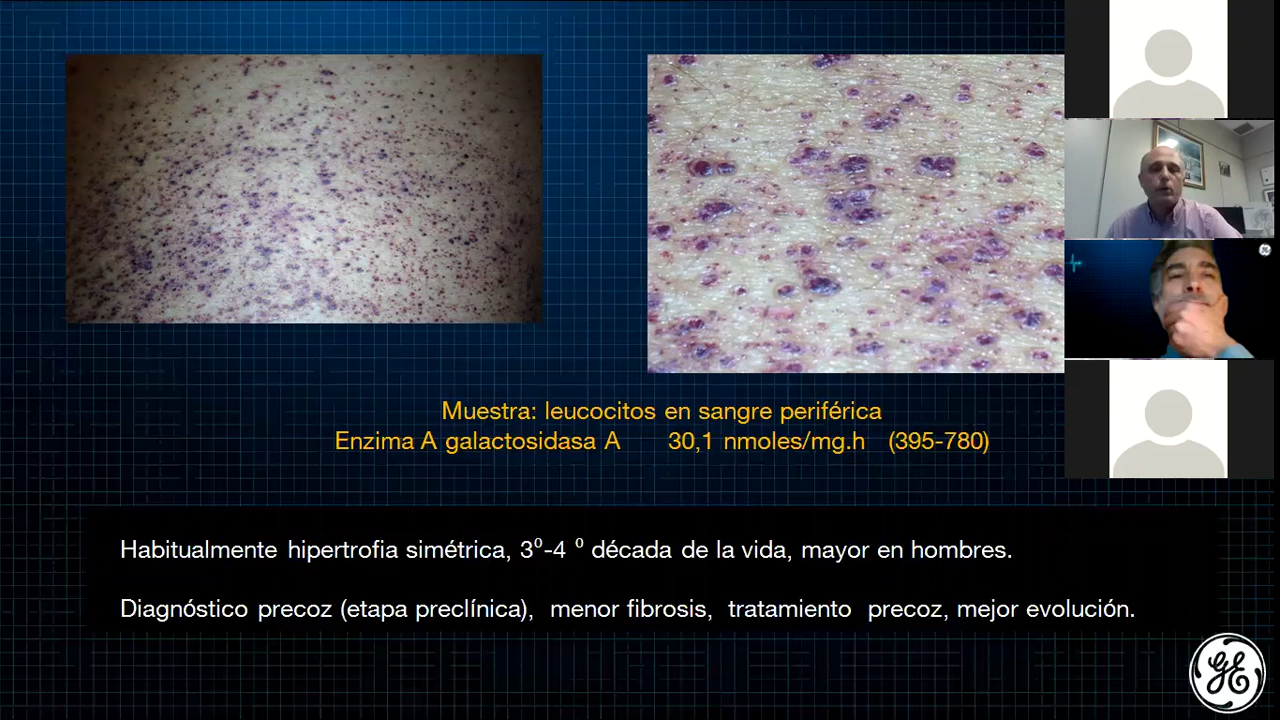 Muestra: leucocitos en sangre periférica
Enzima A galactosidasa A 30,1 nmoles/mg.h (395-780)
Habitualmente hipertrofia simétrica, 3º-4 º década de la vida, mayor en hombres.
Diagnóstico precoz (etapa preclínica), menor fibrosis, tratamiento precoz, mejor evolución.
GE